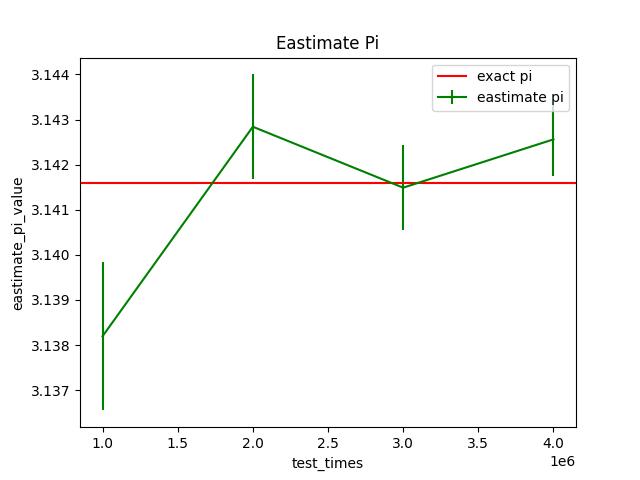 Eastimate Pi
exact pi
eastimate pi
eastimate_pi_value
3.144
3.143
3.142
3.141
3.140
3.139
3.138
3.137
1.0 1.5 2.0 2.5 3.0 3.5 4.0
1e6
test_times